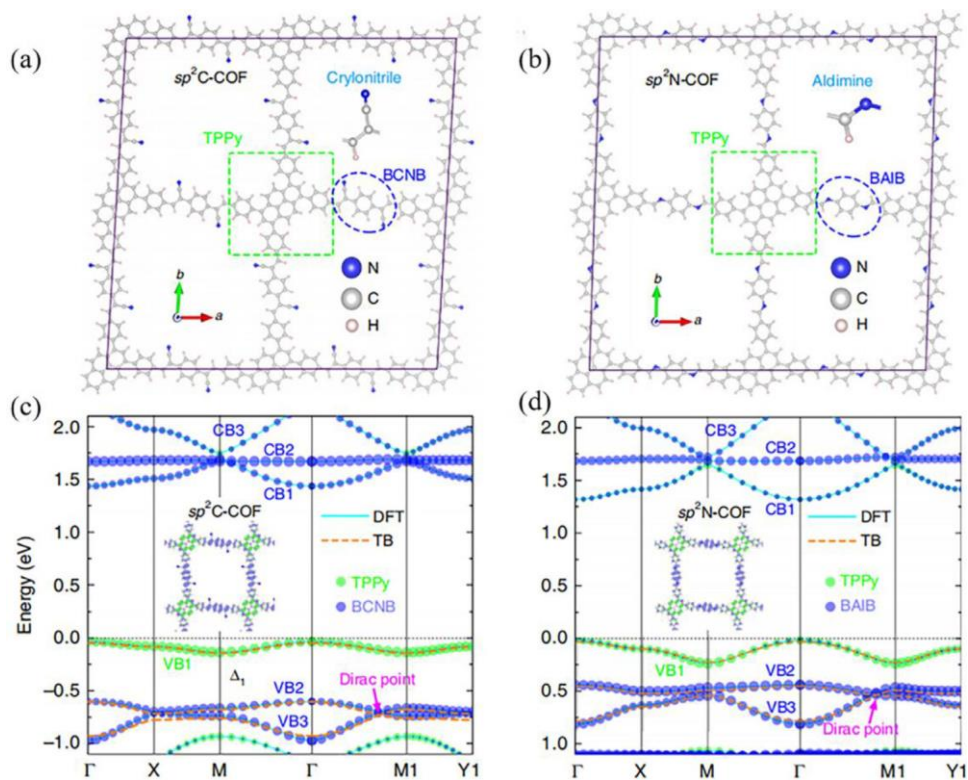 (a)
sp²C-COF
Crylonitrile
TPPy
BCNB
b
a
N
C
H
(b)
sp²N-COF
Aldimine
TPPy
BAIB
b
a
N
C
H
(c)
Energy (eV)
2.0
1.5
1.0
0.5
0.0
−0.5
−1.0
CB3
CB2
CB1
sp²C-COF
DFT
TB
TPPy
BCNB
VB1
Δ₁
VB2
Dirac point
VB3
Γ X M Γ M1 Y1
(d)
2.0
1.5
1.0
0.5
0
0.5
1.0
CB3
CB2
CB1
sp²N-COF
DFT
TB
TPPy
BAIB
VB1
VB2
VB3
Dirac point
Γ X M Γ M1 Y1